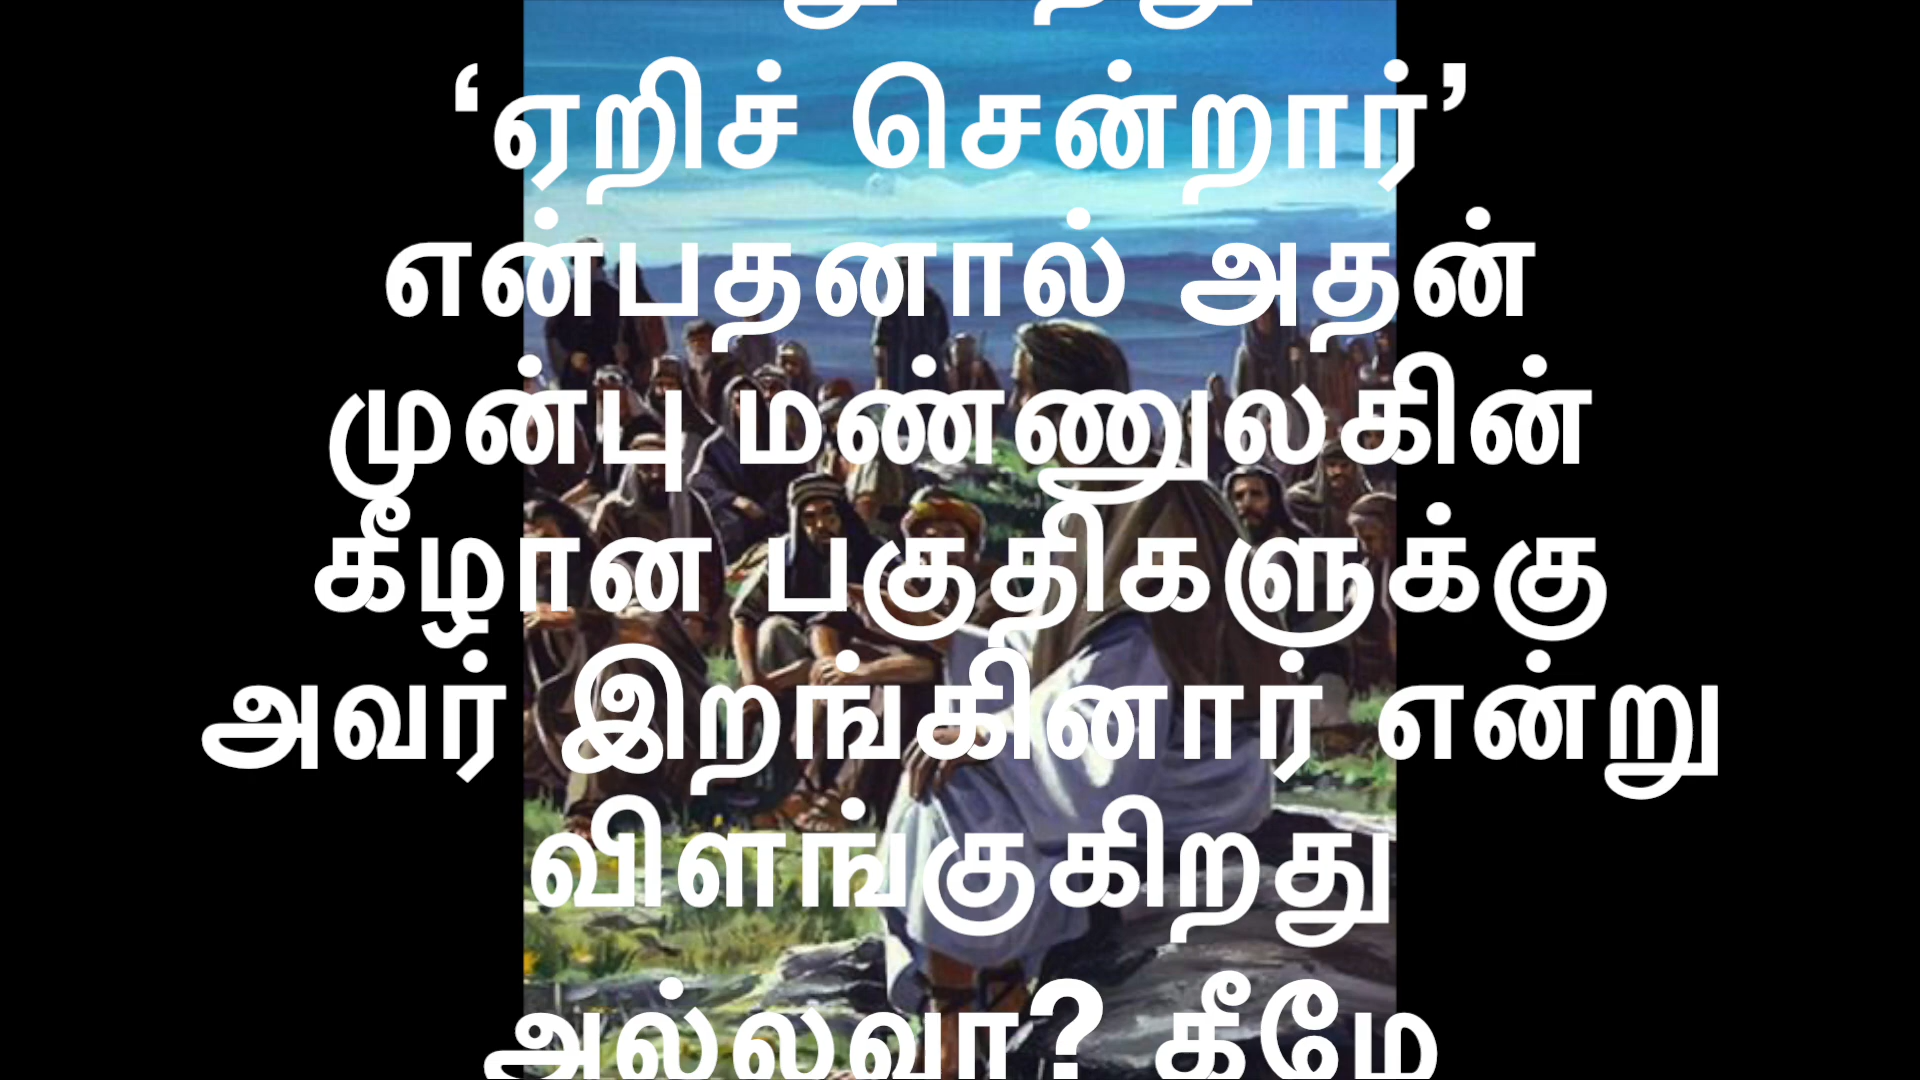 ‘ஏறிச் சென்றார்’
என்பதனால் அதன்
முன்பு மண்ணுலகின்
கீழான பகுதிகளுக்கு
அவர் இறங்கினார் என்று
விளங்குகிறது
அல்லவா? கீமே